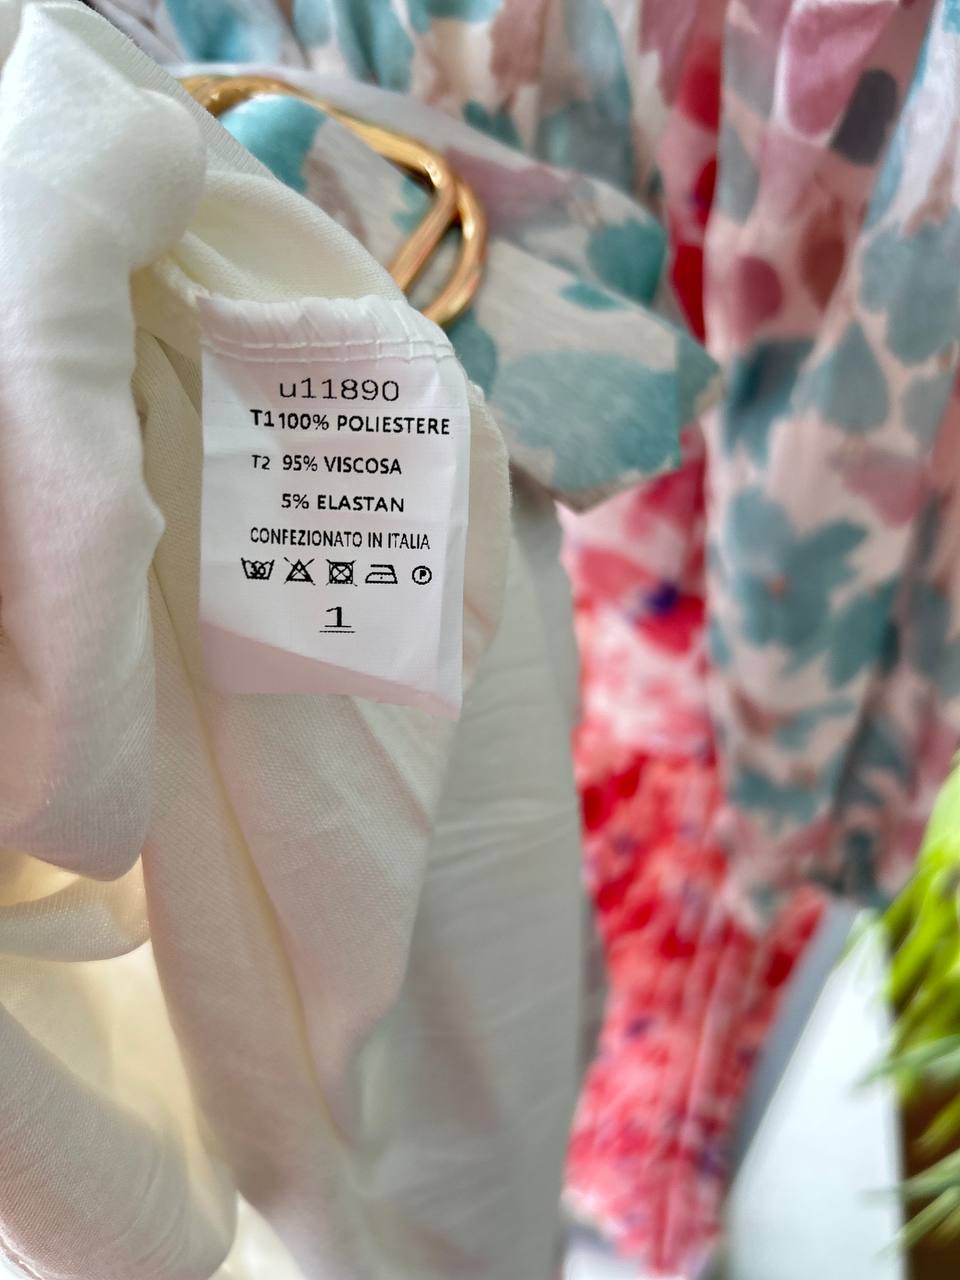 u11890
T1 100% POLIESTERE
T2 95% VISCOSA
5% ELASTAN
CONFEZIONATO IN ITALIA
P
1